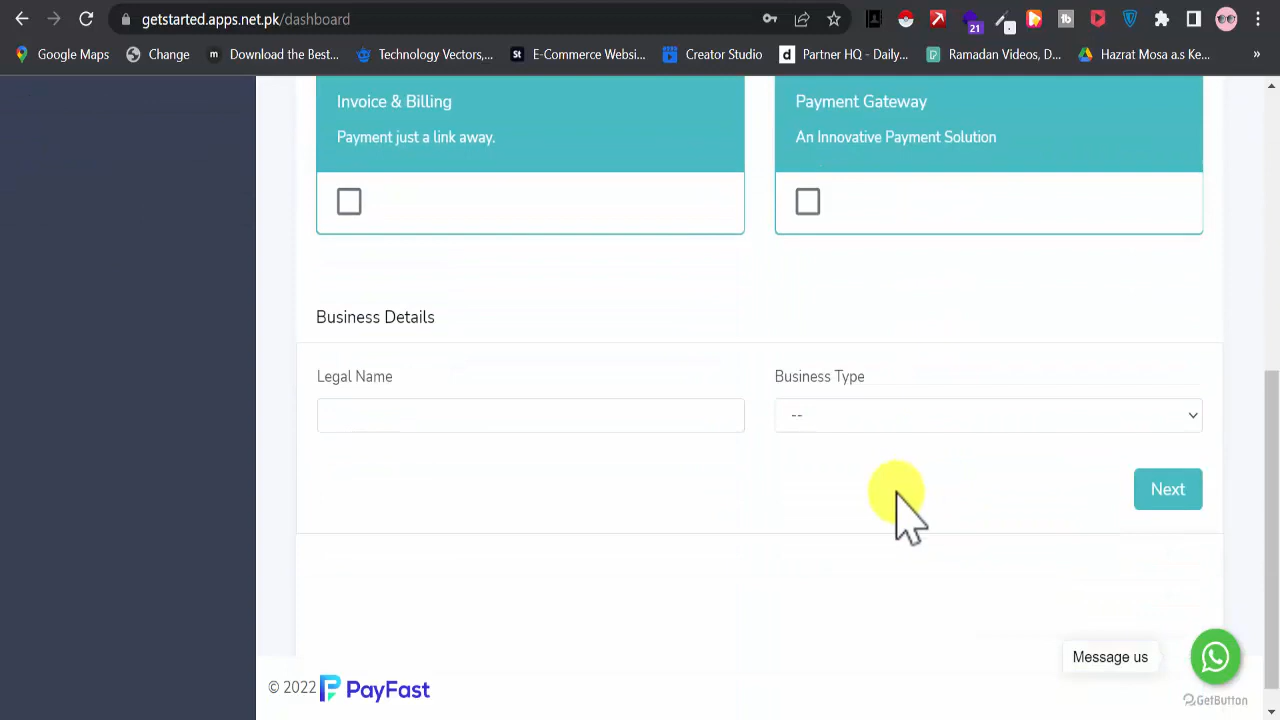 getstarted.apps.net.pk/dashboard
21
Google Maps
Change
m
Download the Best...
Technology Vectors,...
St
E-Commerce Websi...
Creator Studio
d
Partner HQ - Daily...
Ramadan Videos, D...
Hazrat Mosa a.s Ke...
»
Invoice & Billing
Payment Gateway
Payment just a link away.
An Innovative Payment Solution
Business Details
Legal Name
Business Type
--
Next
Message us
© 2022 PayFast
GetButton